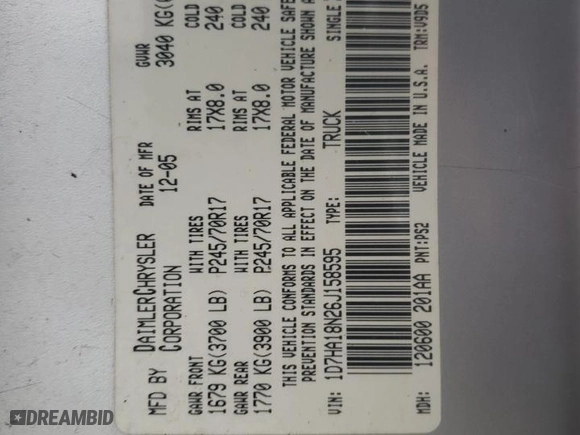 MFD BY DAIMLERCHRYSLER CORPORATION DATE OF MFR 12-05 GVWR 3040 KG(
GAWR FRONT WITH TIRES RIMS AT COLD
1679 KG(3700 LB) P245/70R17 17X8.0 240
GAWR REAR WITH TIRES RIMS AT COLD
1770 KG(3900 LB) P245/70R17 17X8.0 240
THIS VEHICLE CONFORMS TO ALL APPLICABLE FEDERAL MOTOR VEHICLE SAFE
PREVENTION STANDARDS IN EFFECT ON THE DATE OF MANUFACTURE SHOWN A
VIN: 1D7HA18N26J158595 TYPE: TRUCK SINGLE
MDH: 120600 201AA PNT:PS2 VEHICLE MADE IN U.S.A. TRM:V9D5
DREAMBID